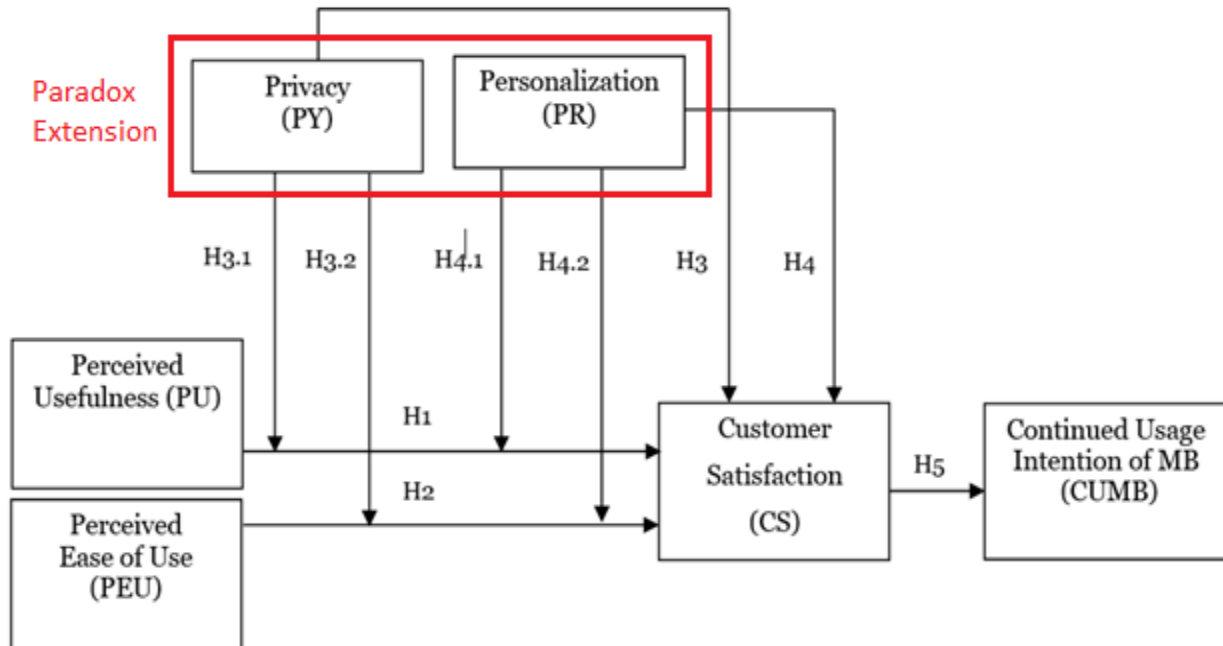 Paradox
Extension
Privacy
(PY)
Personalization
(PR)
H3.1
H3.2
H4.1
H4.2
H3
H4
Perceived
Usefulness (PU)
H1
H2
Perceived
Ease of Use
(PEU)
Customer
Satisfaction
(CS)
H5
Continued Usage
Intention of MB
(CUMB)